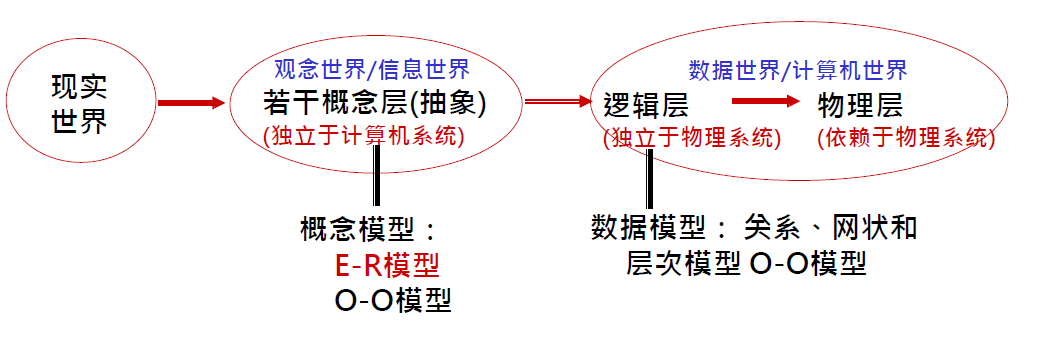 现实
世界
观念世界/信息世界
若干概念层(抽象)
(独立于计算机系统)
数据世界/计算机世界
逻辑层 物理层
(独立于物理系统) (依赖于物理系统)
概念模型：
E-R模型
O-O模型
数据模型： 关系、网状和
层次模型 O-O模型